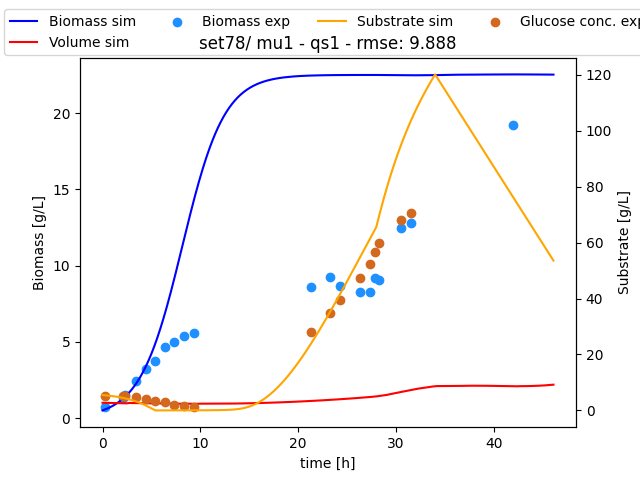 Biomass sim Biomass exp Substrate sim Glucose conc. exp
Volume sim
set78/ mu1 - qs1 - rmse: 9.888
20
15
10
5
0
Biomass [g/L]
120
100
80
60
40
20
0
Substrate [g/L]
0 10 20 30 40
time [h]